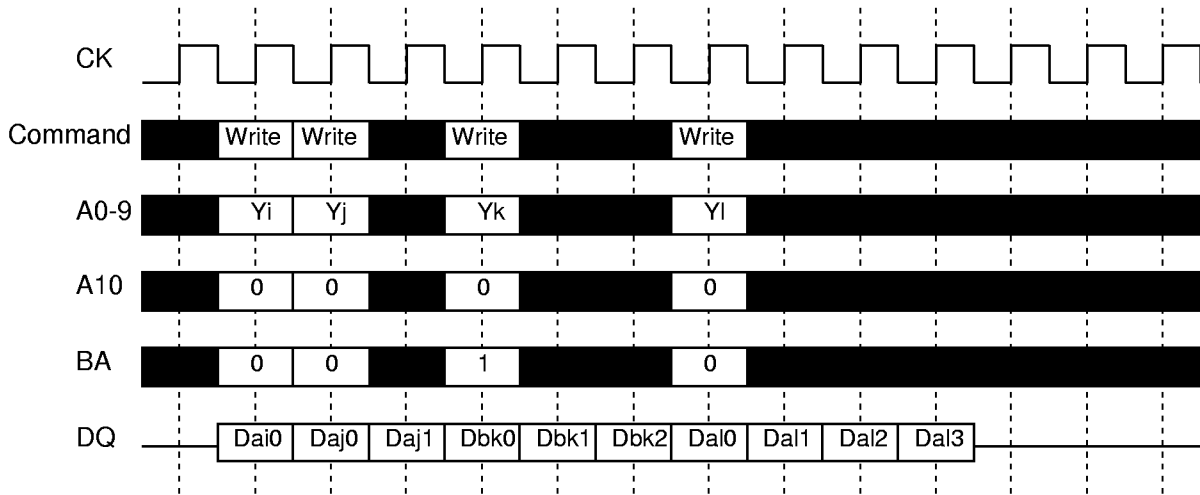 CK
Command Write Write Write Write
A0-9 Yi Yj Yk Yl
A10 0 0 0 0
BA 0 0 1 0
DQ Dai0 Daj0 Daj1 Dbk0 Dbk1 Dbk2 Dal0 Dal1 Dal2 Dal3